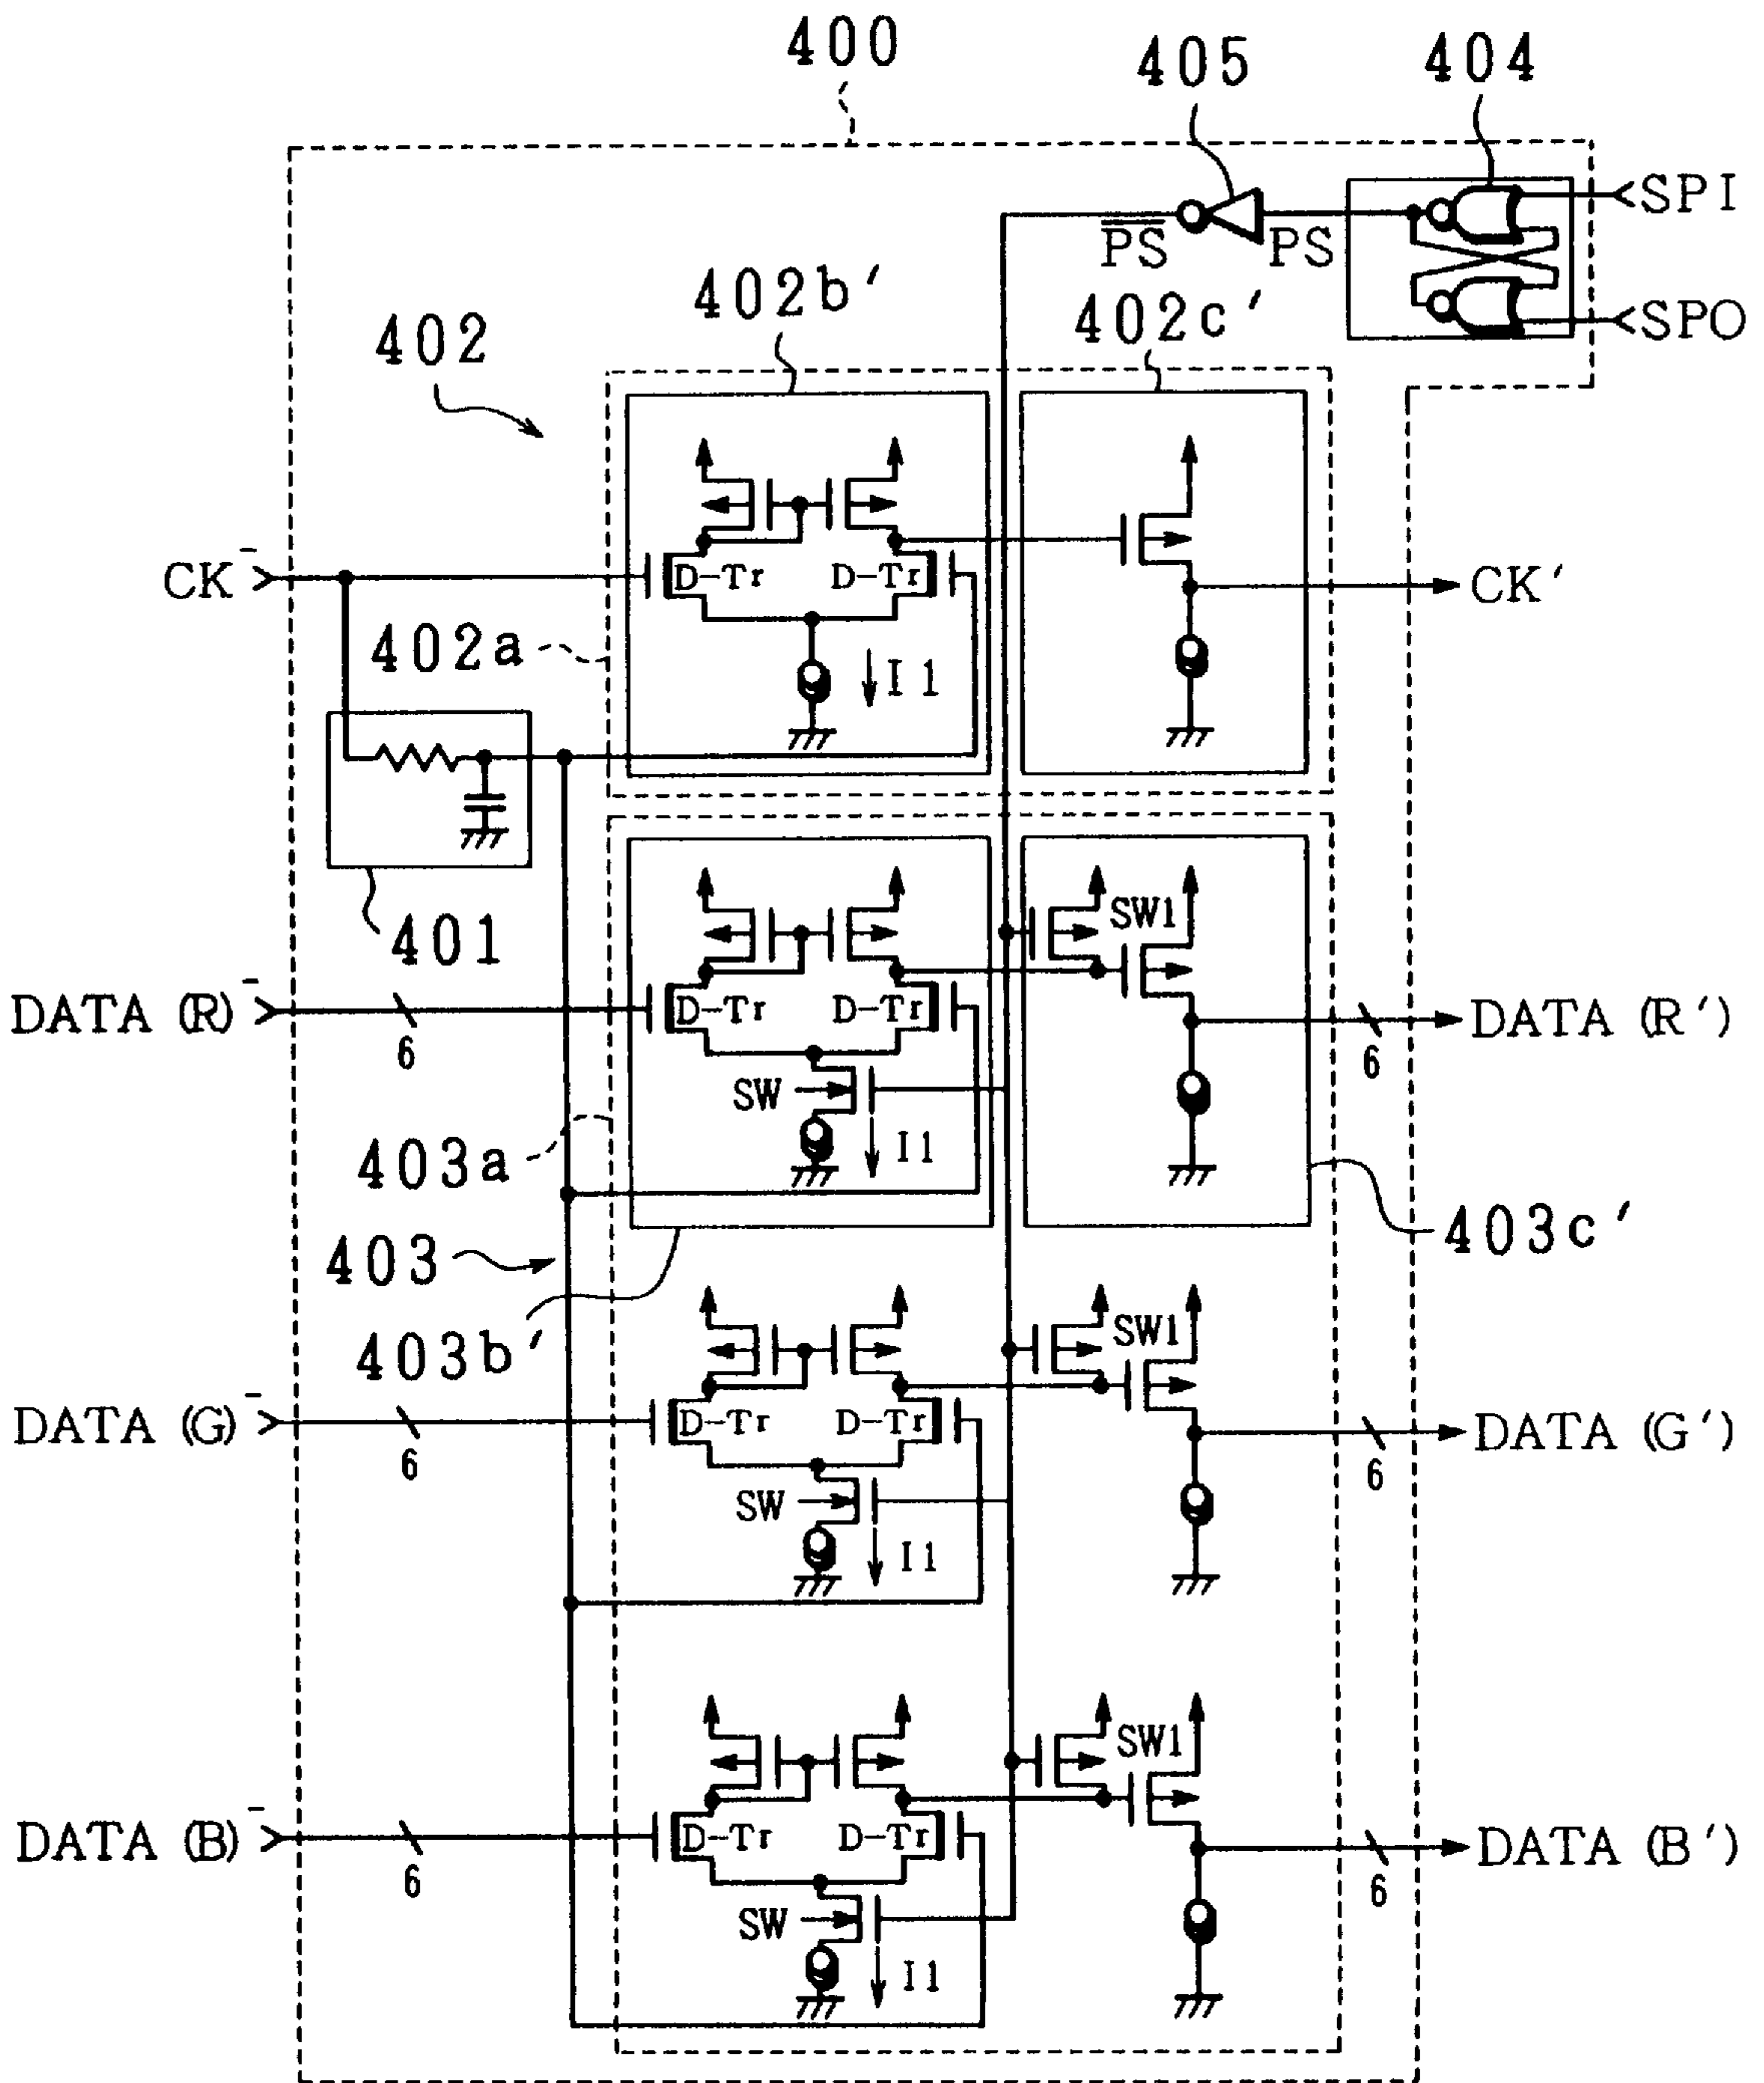 400
405
404
SPI
PS
PS
SPO
402b'
402c'
402
CK
D-Tr
D-Tr
CK'
402a
I1
401
SW1
DATA (R)
6
D-Tr
D-Tr
DATA (R')
6
SW
I1
403a
403c'
403
403b'
SW1
DATA (G)
6
D-Tr
D-Tr
DATA (G')
6
SW
I1
SW1
DATA (B)
6
D-Tr
D-Tr
DATA (B')
6
SW
I1